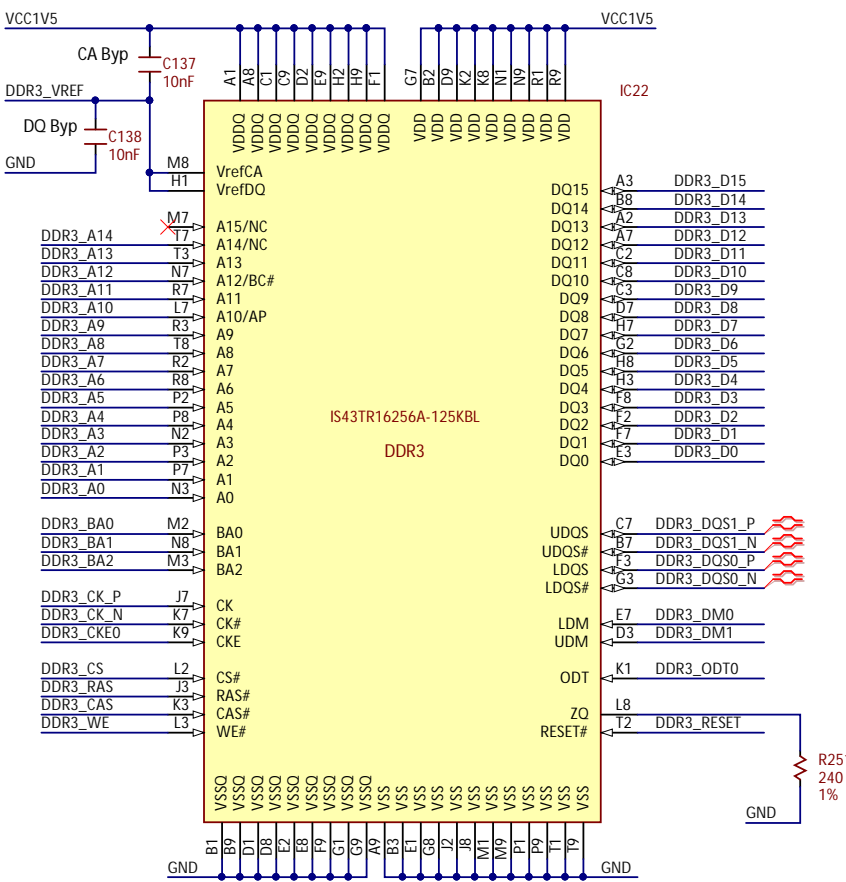 VCC1V5 VCC1V5
CA Byp
C137
10nF
DDR3_VREF
DQ Byp
C138
10nF
GND
A1 A8 C1 C9 D2 E9 H2 H9 F1 G7 B2 D9 K2 K8 N1 N9 R1 R9
IC22
VDDQ VDDQ VDDQ VDDQ VDDQ VDDQ VDDQ VDDQ VDDQ VDD VDD VDD VDD VDD VDD VDD VDD VDD
M8 VrefCA
H1 VrefDQ
M7 A15/NC
DDR3_A14 T7 A14/NC
DDR3_A13 T3 A13
DDR3_A12 N7 A12/BC#
DDR3_A11 R7 A11
DDR3_A10 L7 A10/AP
DDR3_A9 R3 A9
DDR3_A8 T8 A8
DDR3_A7 R2 A7
DDR3_A6 R8 A6
DDR3_A5 P2 A5
DDR3_A4 P8 A4
DDR3_A3 N2 A3
DDR3_A2 P3 A2
DDR3_A1 P7 A1
DDR3_A0 N3 A0
DDR3_BA0 M2 BA0
DDR3_BA1 N8 BA1
DDR3_BA2 M3 BA2
DDR3_CK_P J7 CK
DDR3_CK_N K7 CK#
DDR3_CKE0 K9 CKE
DDR3_CS L2 CS#
DDR3_RAS J3 RAS#
DDR3_CAS K3 CAS#
DDR3_WE L3 WE#
IS43TR16256A-125KBL
DDR3
DQ15 A3 DDR3_D15
DQ14 B8 DDR3_D14
DQ13 A2 DDR3_D13
DQ12 A7 DDR3_D12
DQ11 C2 DDR3_D11
DQ10 C8 DDR3_D10
DQ9 C3 DDR3_D9
DQ8 D7 DDR3_D8
DQ7 H7 DDR3_D7
DQ6 G2 DDR3_D6
DQ5 H8 DDR3_D5
DQ4 H3 DDR3_D4
DQ3 F8 DDR3_D3
DQ2 F2 DDR3_D2
DQ1 F7 DDR3_D1
DQ0 E3 DDR3_D0
UDQS C7 DDR3_DQS1_P
UDQS# B7 DDR3_DQS1_N
LDQS F3 DDR3_DQS0_P
LDQS# G3 DDR3_DQS0_N
LDM E7 DDR3_DM0
UDM D3 DDR3_DM1
ODT K1 DDR3_ODT0
ZQ L8
RESET# T2 DDR3_RESET
240
1%
GND
VSSQ VSSQ VSSQ VSSQ VSSQ VSSQ VSSQ VSSQ VSSQ VSS VSS VSS VSS VSS VSS VSS VSS VSS VSS VSS VSS
B1 B9 D1 D8 E2 E8 F9 G1 G9 A9 B3 E1 G8 J2 J8 M1 M9 P1 P9 T1 T9
GND GND